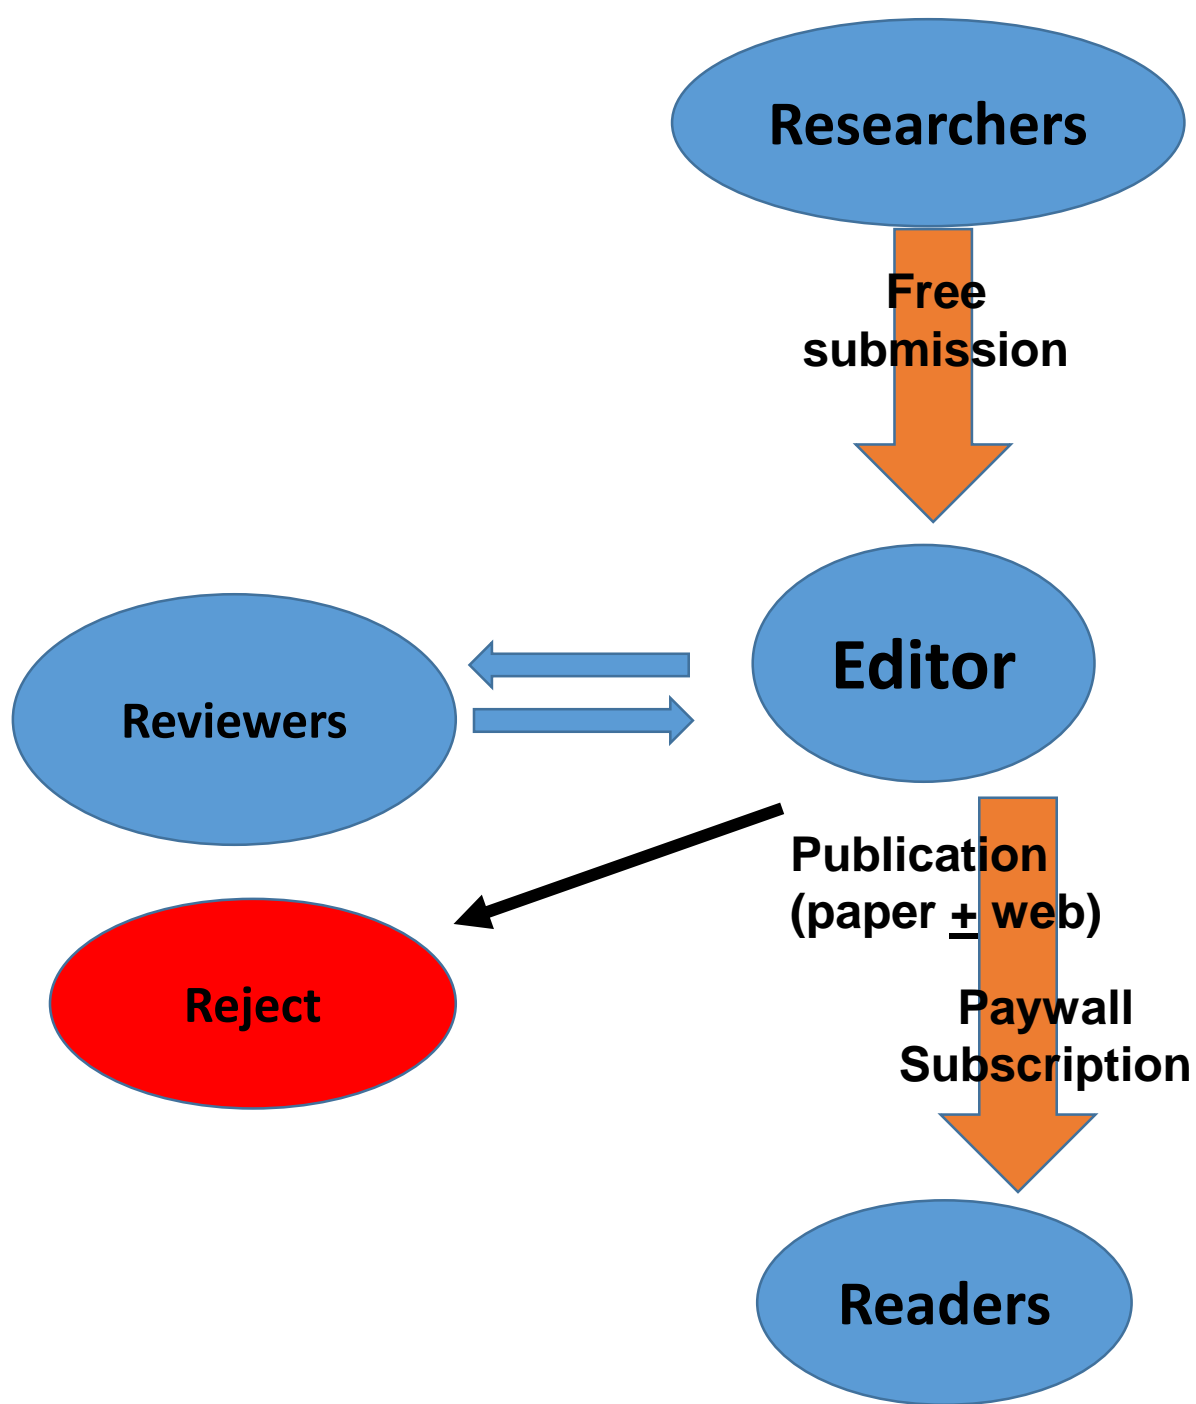 Researchers
Free
submission
Editor
Reviewers
Publication
(paper + web)
Reject
Paywall
Subscription
Readers